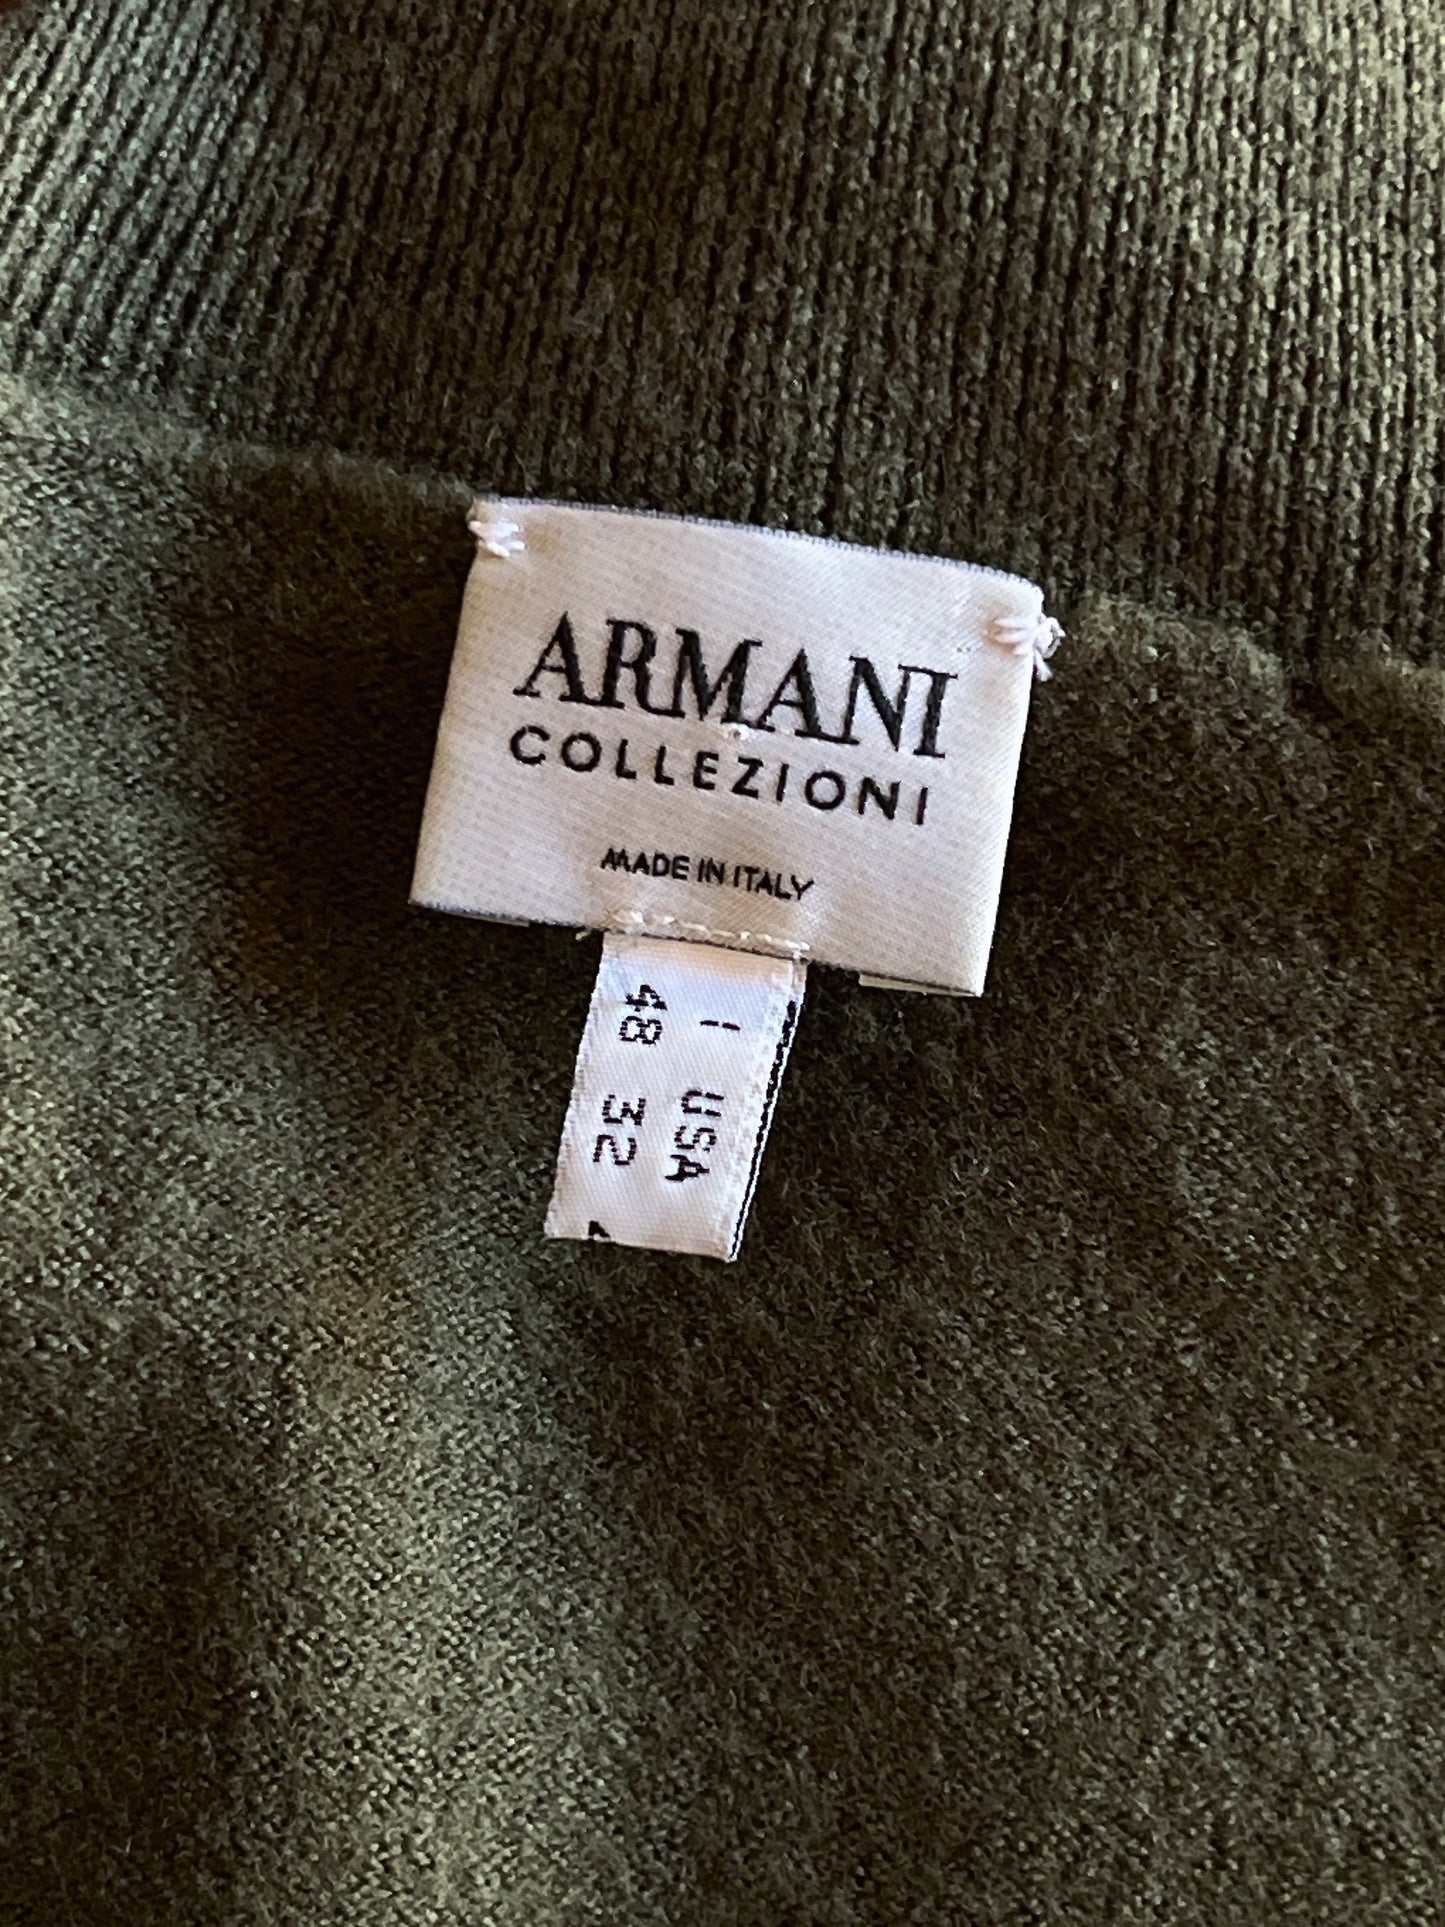 ARMANI
COLLEZIONI
MADE IN ITALY
I USA
48 32